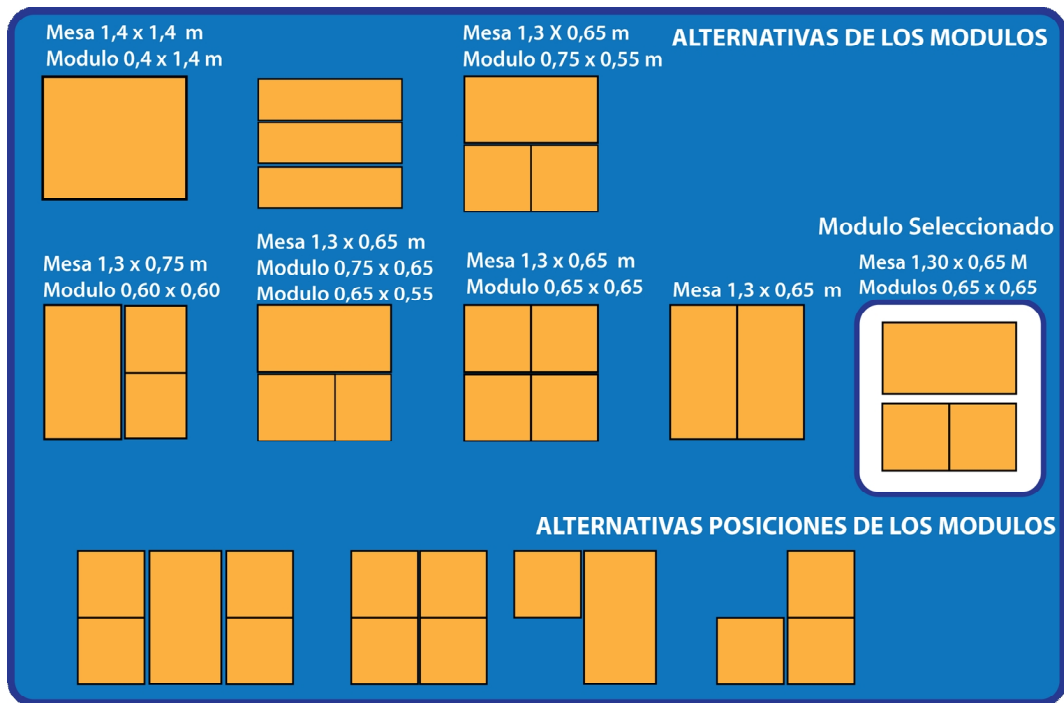 Mesa 1,4 x 1,4 m
Modulo 0,4 x 1,4 m
Mesa 1,3 X 0,65 m
Modulo 0,75 x 0,55 m
ALTERNATIVAS DE LOS MODULOS
Mesa 1,3 x 0,75 m
Modulo 0,60 x 0,60
Mesa 1,3 x 0,65 m
Modulo 0,75 x 0,65
Modulo 0,65 x 0,55
Mesa 1,3 x 0,65 m
Modulo 0,65 x 0,65
Mesa 1,3 x 0,65 m
Modulo Seleccionado
Mesa 1,30 x 0,65 M
Modulos 0,65 x 0,65
ALTERNATIVAS POSICIONES DE LOS MODULOS